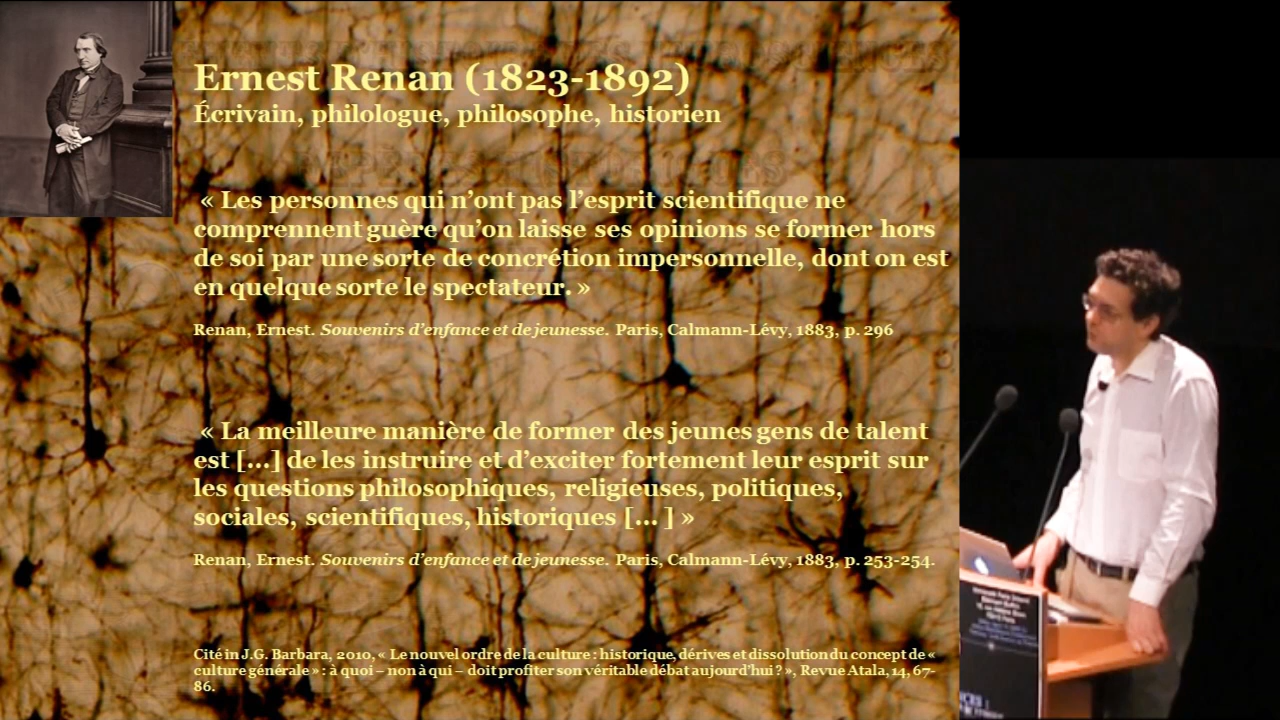 Ernest Renan (1823-1892)
Écrivain, philologue, philosophe, historien
« Les personnes qui n’ont pas l’esprit scientifique ne
comprennent guère qu’on laisse ses opinions se former hors
de soi par une sorte de concrétion impersonnelle, dont on est
en quelque sorte le spectateur. »
Renan, Ernest. Souvenirs d’enfance et de jeunesse. Paris, Calmann-Lévy, 1883, p. 296
« La meilleure manière de former des jeunes gens de talent
est [...] de les instruire et d’exciter fortement leur esprit sur
les questions philosophiques, religieuses, politiques,
sociales, scientifiques, historiques [... ] »
Renan, Ernest. Souvenirs d’enfance et de jeunesse. Paris, Calmann-Lévy, 1883, p. 253-254.
Cité in J.G. Barbara, 2010, « Le nouvel ordre de la culture : historique, dérives et dissolution du concept de «
culture générale » : à quoi – non à qui – doit profiter son véritable débat aujourd'hui ? », Revue Atala, 14, 67-
86.